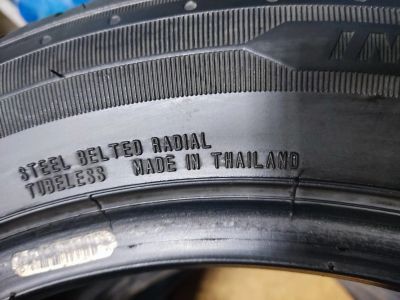 STEEL BELTED RADIAL
TUBELESS MADE IN THAILAND